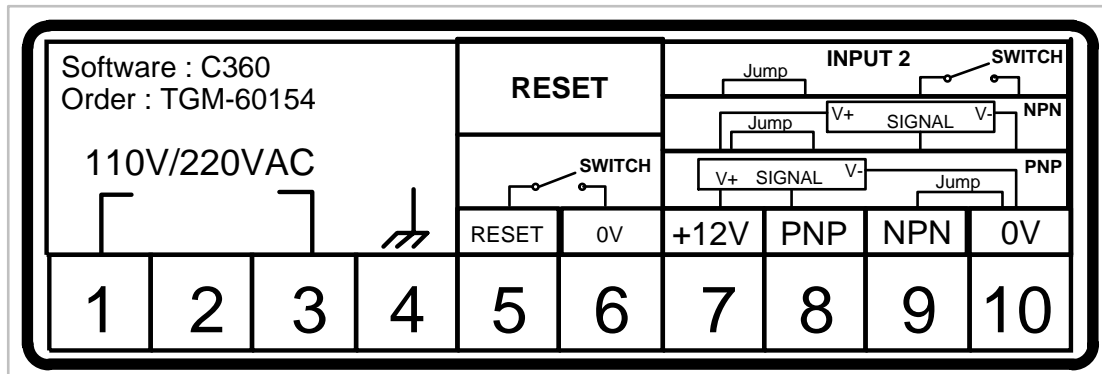 Software : C360
Order : TGM-60154
110V/220VAC
RESET
SWITCH
INPUT 2
Jump
SWITCH
Jump
V+
SIGNAL
V-
NPN
V+
SIGNAL
V-
Jump
PNP
RESET
0V
+12V
PNP
NPN
0V
1
2
3
4
5
6
7
8
9
10